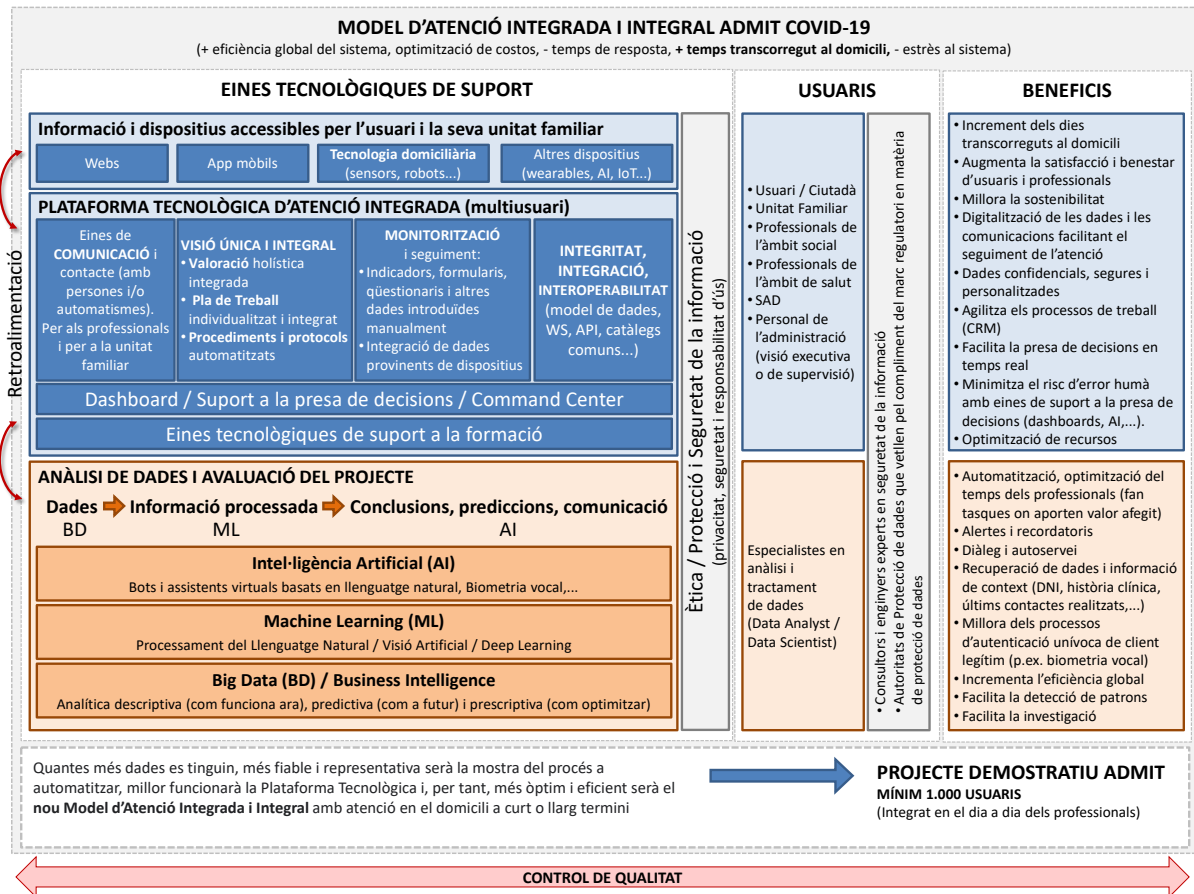 MODEL D'ATENCIÓ INTEGRADA I INTEGRAL ADMIT COVID-19
(+ eficiència global del sistema, optimització de costos, - temps de resposta, + temps transcorregut al domicili, - estrès al sistema)
EINES TECNOLÒGIQUES DE SUPORT
Informació i dispositius accessibles per l'usuari i la seva unitat familiar
Webs
App mòbils
Tecnologia domiciliària
(sensors, robots...)
Altres dispositius
(wearables, AI, IoT...)
PLATAFORMA TECNOLÒGICA D'ATENCIÓ INTEGRADA (multiusuari)
Eines de
COMUNICACIÓ i
contacte (amb
persones i/o
automatismes).
Per als professionals
i per a la unitat
familiar
VISIÓ ÚNICA I INTEGRAL
• Valoració holística
integrada
• Pla de Treball
individualitzat i integrat
• Procediments i protocols
automatitzats
MONITORITZACIÓ
i seguiment:
• Indicadors, formularis,
qüestionaris i altres
dades introduïdes
manualment
• Integració de dades
provinents de dispositius
INTEGRITAT,
INTEGRACIÓ,
INTEROPERABILITAT
(model de dades,
WS, API, catàlegs
comuns...)
Dashboard / Suport a la presa de decisions / Command Center
Eines tecnològiques de suport a la formació
Retroalimentació
ANÀLISI DE DADES I AVALUACIÓ DEL PROJECTE
Dades
Informació processada
Conclusions, prediccions, comunicació
BD
ML
AI
Intel·ligència Artificial (AI)
Bots i assistents virtuals basats en llenguatge natural, Biometria vocal,...
Machine Learning (ML)
Processament del Llenguatge Natural / Visió Artificial / Deep Learning
Big Data (BD) / Business Intelligence
Analítica descriptiva (com funciona ara), predictiva (com a futur) i prescriptiva (com optimitzar)
Ètica / Protecció i Seguretat de la informació
(privacitat, seguretat i responsabilitat d'ús)
USUARIS
• Usuari / Ciutadà
• Unitat Familiar
• Professionals de
l'àmbit social
• Professionals de
l'àmbit de salut
• SAD
• Personal de
l'administració
(visió executiva
o de supervisió)
Especialistes en
anàlisi i
tractament
de dades
(Data Analyst /
Data Scientist)
• Consultors i enginyers experts en seguretat de la informació
• Autoritats de Protecció de dades que vetllen pel compliment del marc regulatori en matèria
de protecció de dades
BENEFICIS
• Increment dels dies
transcorreguts al domicili
• Augmenta la satisfacció i benestar
d'usuaris i professionals
• Millora la sostenibilitat
• Digitalització de les dades i les
comunicacions facilitant el
seguiment de l'atenció
• Dades confidencials, segures i
personalitzades
• Agilitza els processos de treball
(CRM)
• Facilita la presa de decisions en
temps real
• Minimitza el risc d'error humà
amb eines de suport a la presa de
decisions (dashboards, AI,...).
• Optimització de recursos
• Automatització, optimització del
temps dels professionals (fan
tasques on aporten valor afegit)
• Alertes i recordatoris
• Diàleg i autoservei
• Recuperació de dades i informació
de context (DNI, història clínica,
últims contactes realitzats,...)
• Millora dels processos
d'autenticació unívoca de client
legítim (p.ex. biometria vocal)
• Incrementa l'eficiència global
• Facilita la detecció de patrons
• Facilita la investigació
Quantes més dades es tinguin, més fiable i representativa serà la mostra del procés a
automatitzar, millor funcionarà la Plataforma Tecnològica i, per tant, més òptim i eficient serà el
nou Model d'Atenció Integrada i Integral amb atenció en el domicili a curt o llarg termini
PROJECTE DEMOSTRATIU ADMIT
MÍNIM 1.000 USUARIS
(Integrat en el dia a dia dels professionals)
CONTROL DE QUALITAT